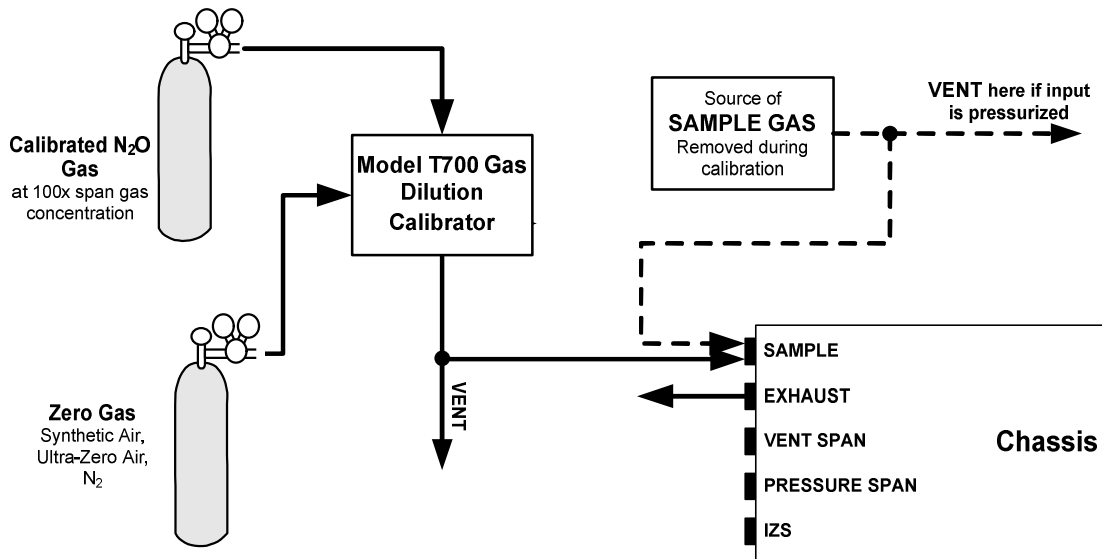 Calibrated N₂O
Gas
at 100x span gas
concentration
Model T700 Gas
Dilution
Calibrator
Source of
SAMPLE GAS
Removed during
calibration
VENT here if input
is pressurized
Zero Gas
Synthetic Air,
Ultra-Zero Air,
N₂
VENT
SAMPLE
EXHAUST
VENT SPAN
PRESSURE SPAN
IZS
Chassis